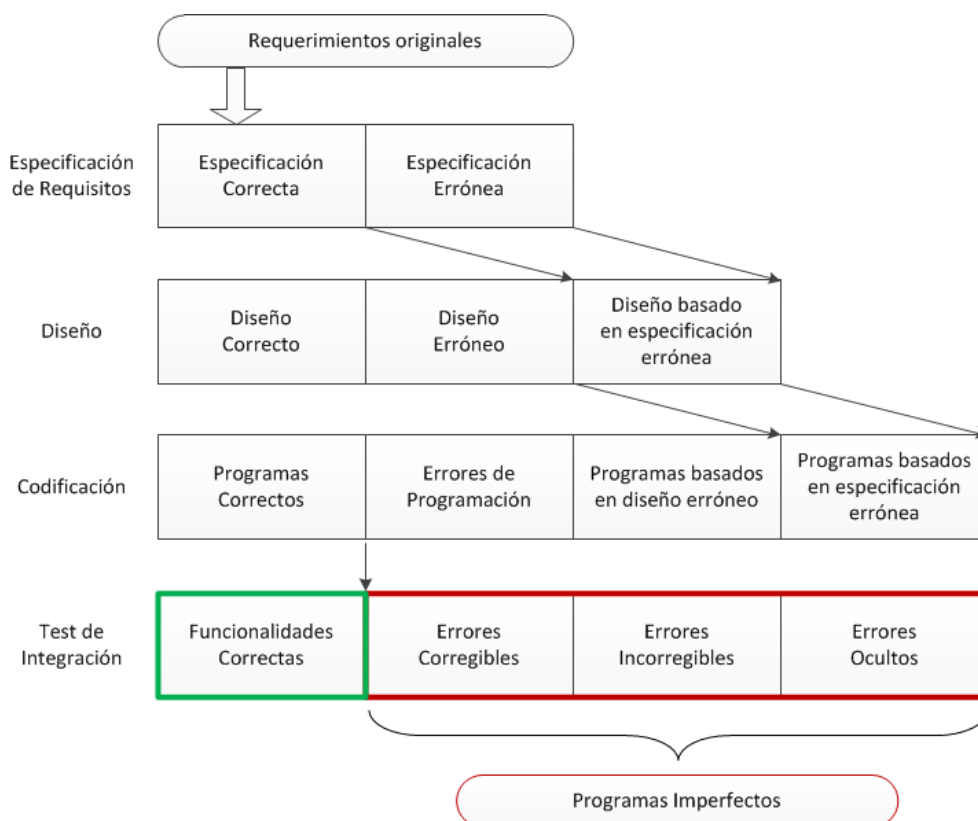 Requerimientos originales
Especificación
de Requisitos
Especificación
Correcta
Especificación
Errónea
Diseño
Diseño
Correcto
Diseño
Erróneo
Diseño basado
en especificación
errónea
Codificación
Programas
Correctos
Errores de
Programación
Programas basados
en diseño erróneo
Programas basados
en especificación
errónea
Test de
Integración
Funcionalidades
Correctas
Errores
Corregibles
Errores
Incorregibles
Errores
Ocultos
Programas Imperfectos